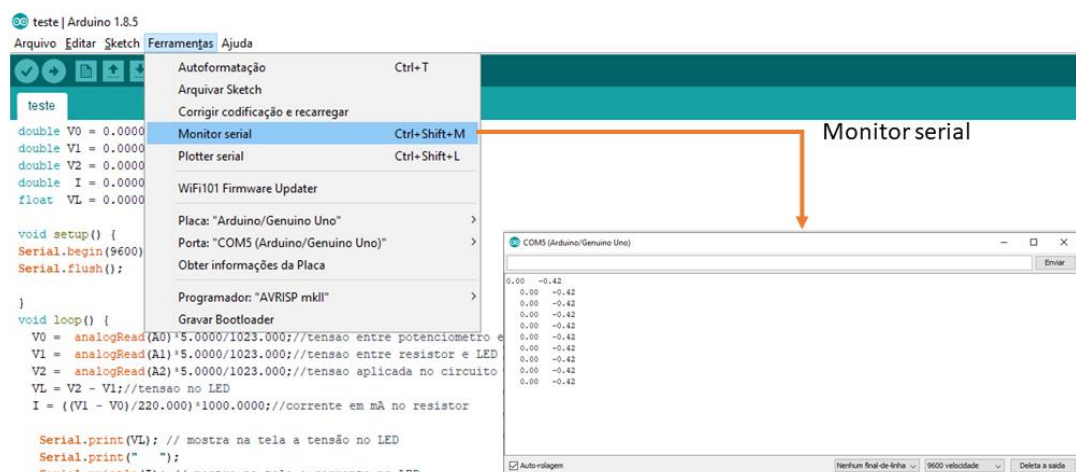 teste | Arduino 1.8.5
Arquivo Editar Sketch Ferramentas Ajuda
Autoformatação Ctrl+T
Arquivar Sketch
Corrigir codificação e recarregar
Monitor serial Ctrl+Shift+M
Plotter serial Ctrl+Shift+L
WiFi101 Firmware Updater
Placa: "Arduino/Genuino Uno"
Porta: "COM5 (Arduino/Genuino Uno)"
Obter informações da Placa
Programador: "AVRISP mkII"
Gravar Bootloader
teste
double V0 = 0.0000
double V1 = 0.0000
double V2 = 0.0000
double I = 0.0000
float VL = 0.0000
void setup() {
Serial.begin(9600)
Serial.flush();
}
void loop() {
V0 = analogRead(A0)*5.0000/1023.000;//tensao entre potenciometro e
V1 = analogRead(A1)*5.0000/1023.000;//tensao entre resistor e LED
V2 = analogRead(A2)*5.0000/1023.000;//tensao aplicada no circuito
VL = V2 - V1;//tensao no LED
I = ((V1 - V0)/220.000)*1000.0000;//corrente em mA no resistor
Serial.print(VL); // mostra na tela a tensão no LED
Serial.print("   ");
Monitor serial
COM5 (Arduino/Genuino Uno)
Enviar
0.00 -0.42
0.00 -0.42
0.00 -0.42
0.00 -0.42
0.00 -0.42
0.00 -0.42
0.00 -0.42
0.00 -0.42
0.00 -0.42
0.00 -0.42
Auto-rolagem
Nenhum final-de-linha 9600 velocidade Deleta a saida